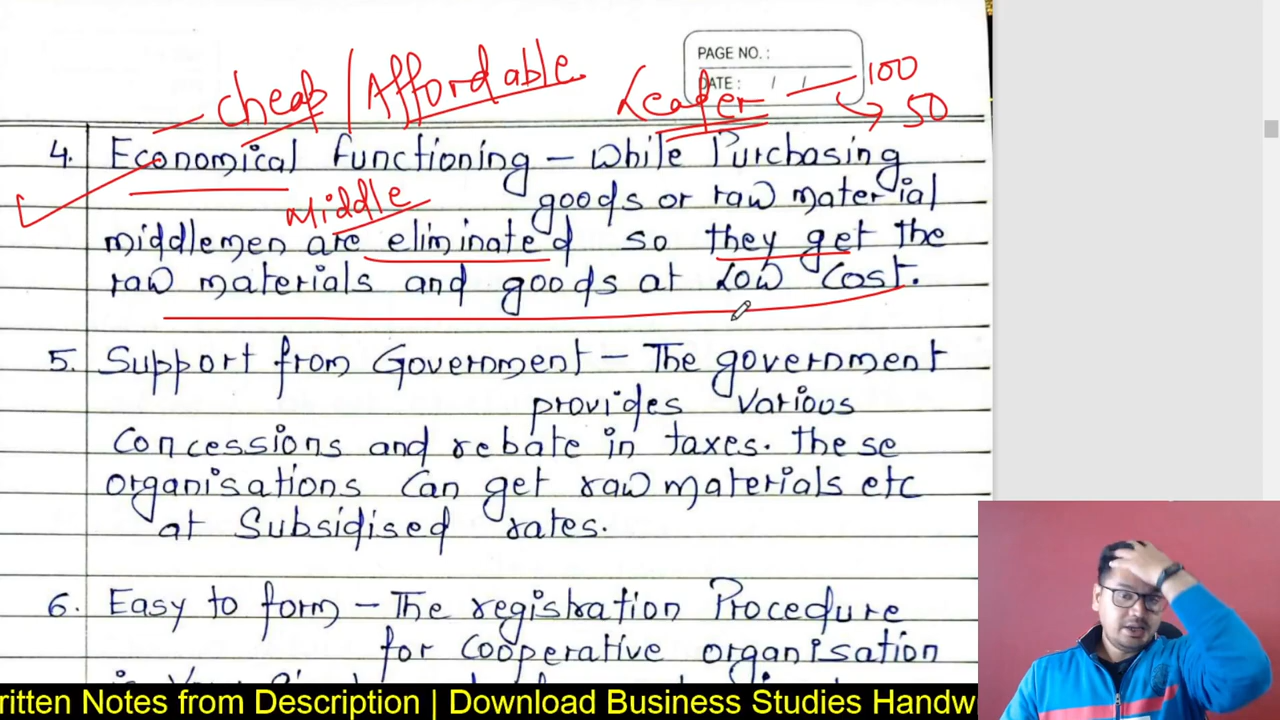 PAGE NO.:
DATE: / /
cheap / Affordable
Leafer 100
50
4. Economical functioning - While Purchasing
Middle
goods or raw material
middlemen are eliminated so they get the
raw materials and goods at Low Cost.
5. Support from Government - The government
provides various
concessions and rebate in taxes. These
organisations Can get raw materials etc
at Subsidised rates.
6. Easy to form - The registration Procedure
for cooperative organisation
is very
ritten Notes from Description | Download Business Studies Handw